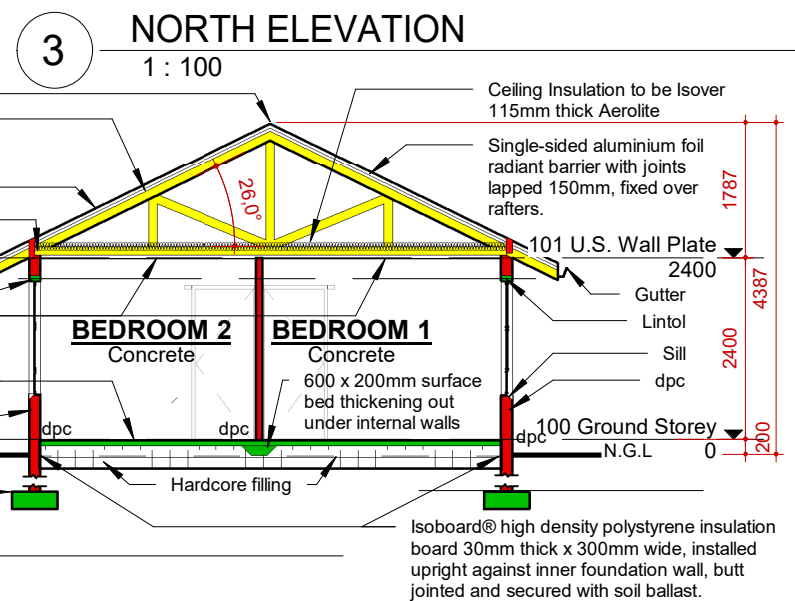 3
NORTH ELEVATION
1 : 100
Ceiling Insulation to be Isover
115mm thick Aerolite
Single-sided aluminium foil
radiant barrier with joints
lapped 150mm, fixed over
rafters.
26,0°
1787
101 U.S. Wall Plate
2400
4387
Gutter
Lintol
2400
Sill
dpc
BEDROOM 2
Concrete
BEDROOM 1
Concrete
600 x 200mm surface
bed thickening out
under internal walls
dpc
dpc
dpc
100 Ground Storey
0
N.G.L
200
Hardcore filling
Isoboard® high density polystyrene insulation
board 30mm thick x 300mm wide, installed
upright against inner foundation wall, butt
jointed and secured with soil ballast.